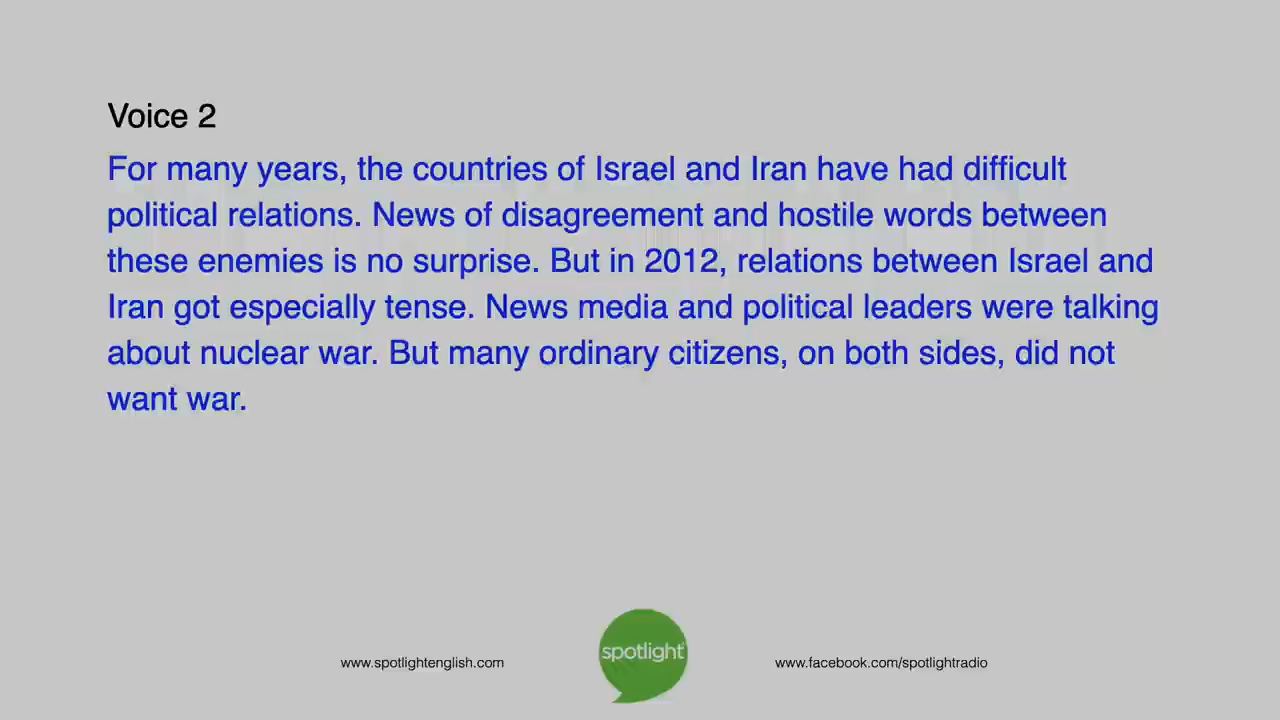 Voice 2
For many years, the countries of Israel and Iran have had difficult
political relations. News of disagreement and hostile words between
these enemies is no surprise. But in 2012, relations between Israel and
Iran got especially tense. News media and political leaders were talking
about nuclear war. But many ordinary citizens, on both sides, did not
want war.
spotlight
www.spotlightenglish.com
www.facebook.com/spotlightradio